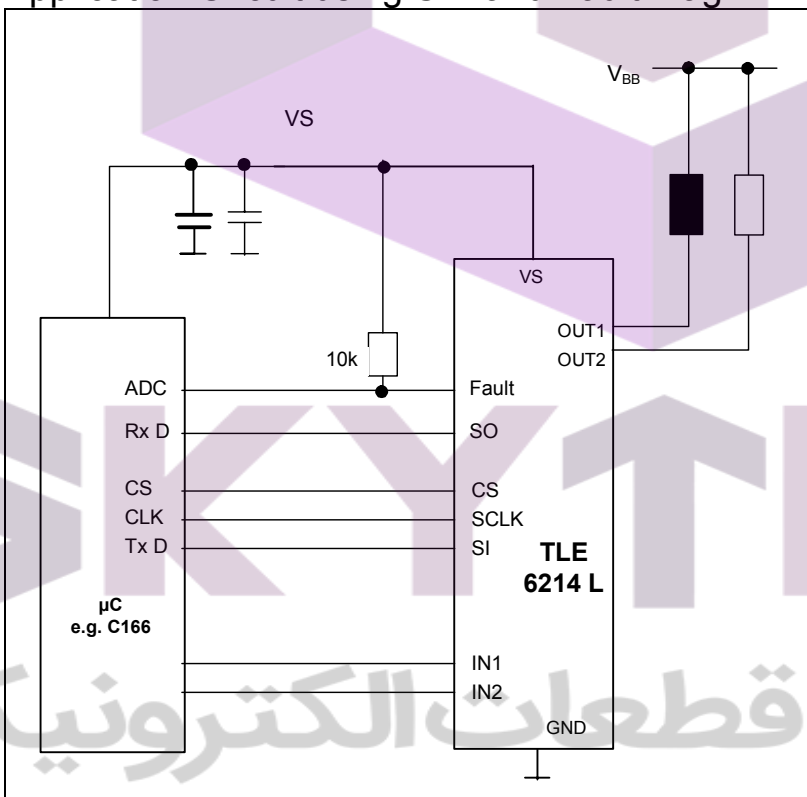 VBB
VS
VS
OUT1
OUT2
10k
ADC
Fault
Rx D
SO
CS
CS
CLK
SCLK
Tx D
SI
TLE
6214 L
µC
e.g. C166
IN1
IN2
GND
SKYT
قطعات الکترونیک